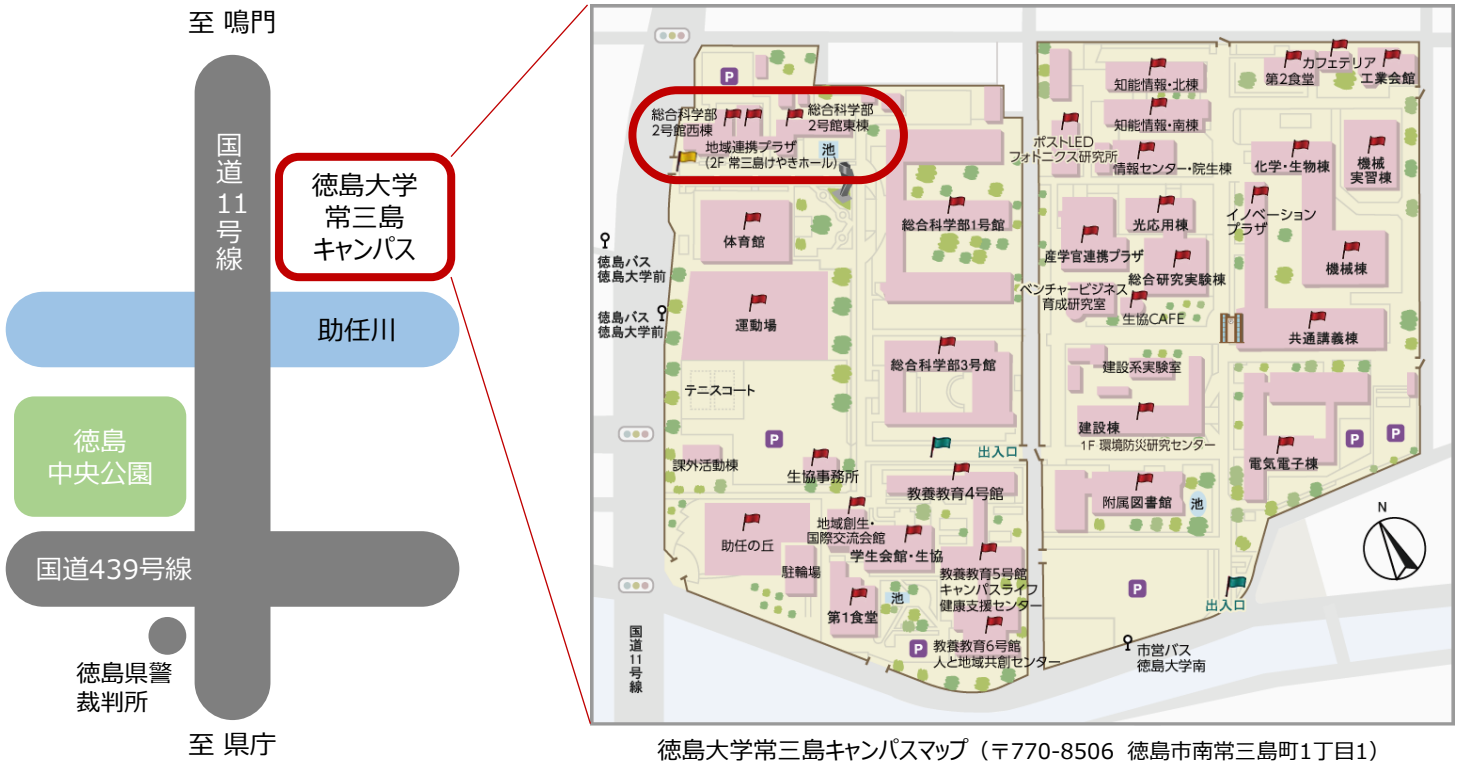 至 鳴門
国道11号線
徳島大学
常三島
キャンパス
助任川
徳島
中央公園
国道439号線
徳島県警
裁判所
至 県庁
P
総合科学部
2号館西棟
総合科学部
2号館東棟
地域連携プラザ
(2F 常三島けやきホール)
池
体育館
総合科学部1号館
徳島バス
徳島大学前
徳島バス
徳島大学前
運動場
総合科学部3号館
テニスコート
P
出入口
課外活動棟
生協事務所
教養教育4号館
助任の丘
地域創生・
国際交流会館
学生会館・生協
駐輪場
教養教育5号館
キャンパスライフ
健康支援センター
池
第1食堂
P
教養教育6号館
人と地域共創センター
国道11号線
知能情報・北棟
第2食堂
カフェテリア
工業会館
知能情報・南棟
ポストLED
フォトニクス研究所
情報センター・院生棟
化学・生物棟
機械
実習棟
イノベーション
プラザ
光応用棟
産学官連携プラザ
総合研究実験棟
機械棟
ベンチャービジネス
育成研究室
生協CAFE
共通講義棟
建設系実験室
建設棟
1F 環境防災研究センター
電気電子棟
P
P
附属図書館
池
N
P
出入口
市営バス
徳島大学南
徳島大学常三島キャンパスマップ（〒770-8506 徳島市南常三島町1丁目1）